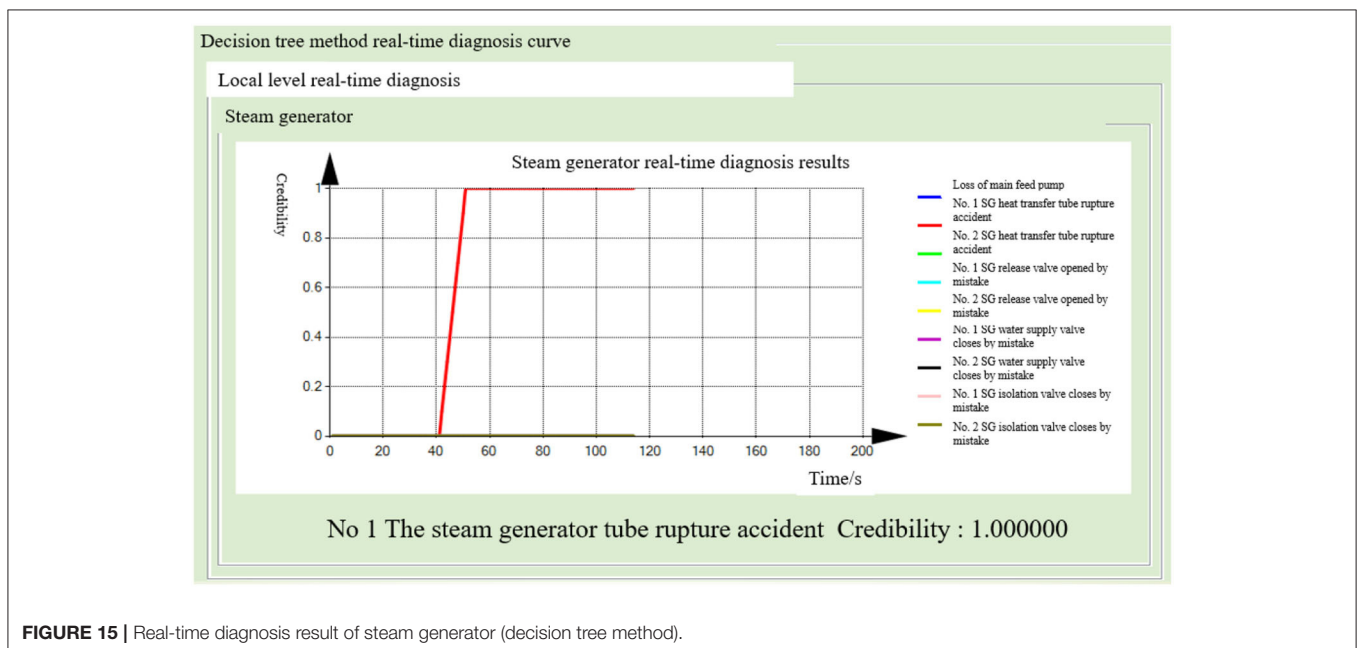 Decision tree method real-time diagnosis curve
Local level real-time diagnosis
Steam generator
Steam generator real-time diagnosis results
Credibility
1
0.8
0.6
0.4
0.2
0
0 20 40 60 80 100 120 140 160 180 200
Time/s
Loss of main feed pump
No. 1 SG heat transfer tube rupture
accident
No. 2 SG heat transfer tube rupture
accident
No. 1 SG release valve opened by
mistake
No. 2 SG release valve opened by
mistake
No. 1 SG water supply valve
closes by mistake
No. 2 SG water supply valve
closes by mistake
No. 1 SG isolation valve closes by
mistake
No. 2 SG isolation valve closes by
mistake
No 1 The steam generator tube rupture accident Credibility : 1.000000
FIGURE 15 | Real-time diagnosis result of steam generator (decision tree method).